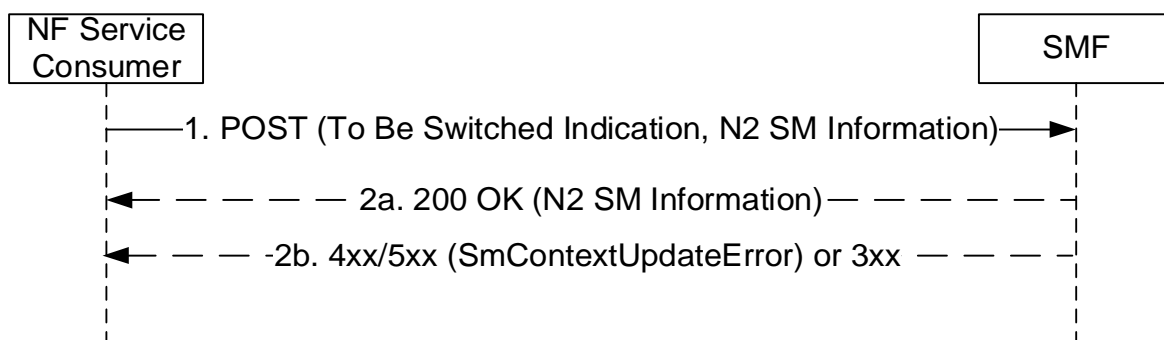 NF Service
Consumer
SMF
1. POST (To Be Switched Indication, N2 SM Information)
2a. 200 OK (N2 SM Information)
2b. 4xx/5xx (SmContextUpdateError) or 3xx